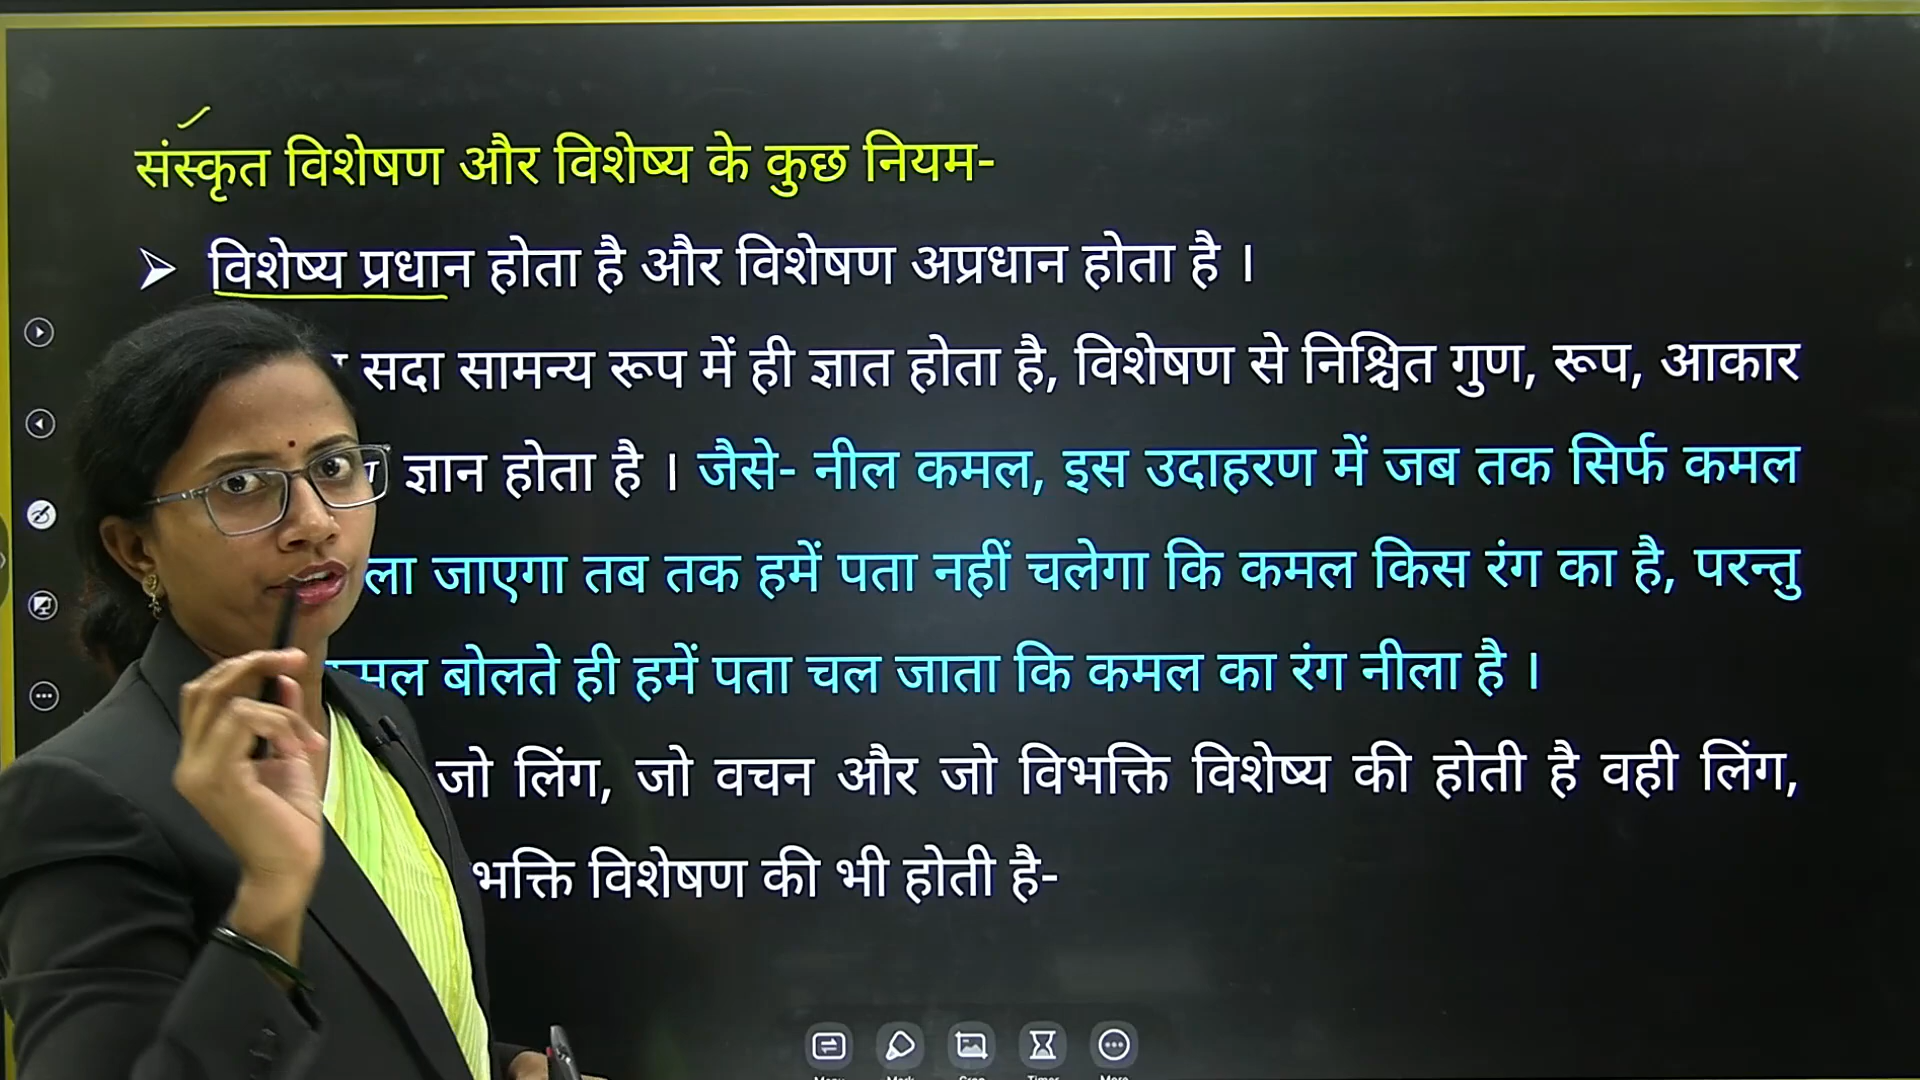 संस्कृत विशेषण और विशेष्य के कुछ नियम-
➢ विशेष्य प्रधान होता है और विशेषण अप्रधान होता है ।
सदा सामन्य रूप में ही ज्ञात होता है, विशेषण से निश्चित गुण, रूप, आकार
ज्ञान होता है । जैसे- नील कमल, इस उदाहरण में जब तक सिर्फ कमल
जाएगा तब तक हमें पता नहीं चलेगा कि कमल किस रंग का है, परन्तु
बोलते ही हमें पता चल जाता कि कमल का रंग नीला है ।
जो लिंग, जो वचन और जो विभक्ति विशेष्य की होती है वही लिंग,
विशेषण की भी होती है-